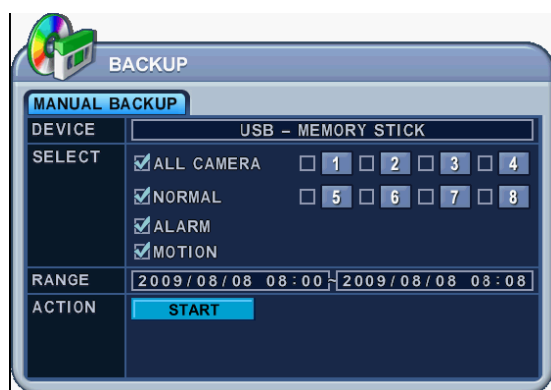 BACKUP
MANUAL BACKUP
DEVICE USB – MEMORY STICK
SELECT ALL CAMERA 1 2 3 4
NORMAL 5 6 7 8
ALARM
MOTION
RANGE 2009/08/08 08:00~2009/08/08 08:08
ACTION START